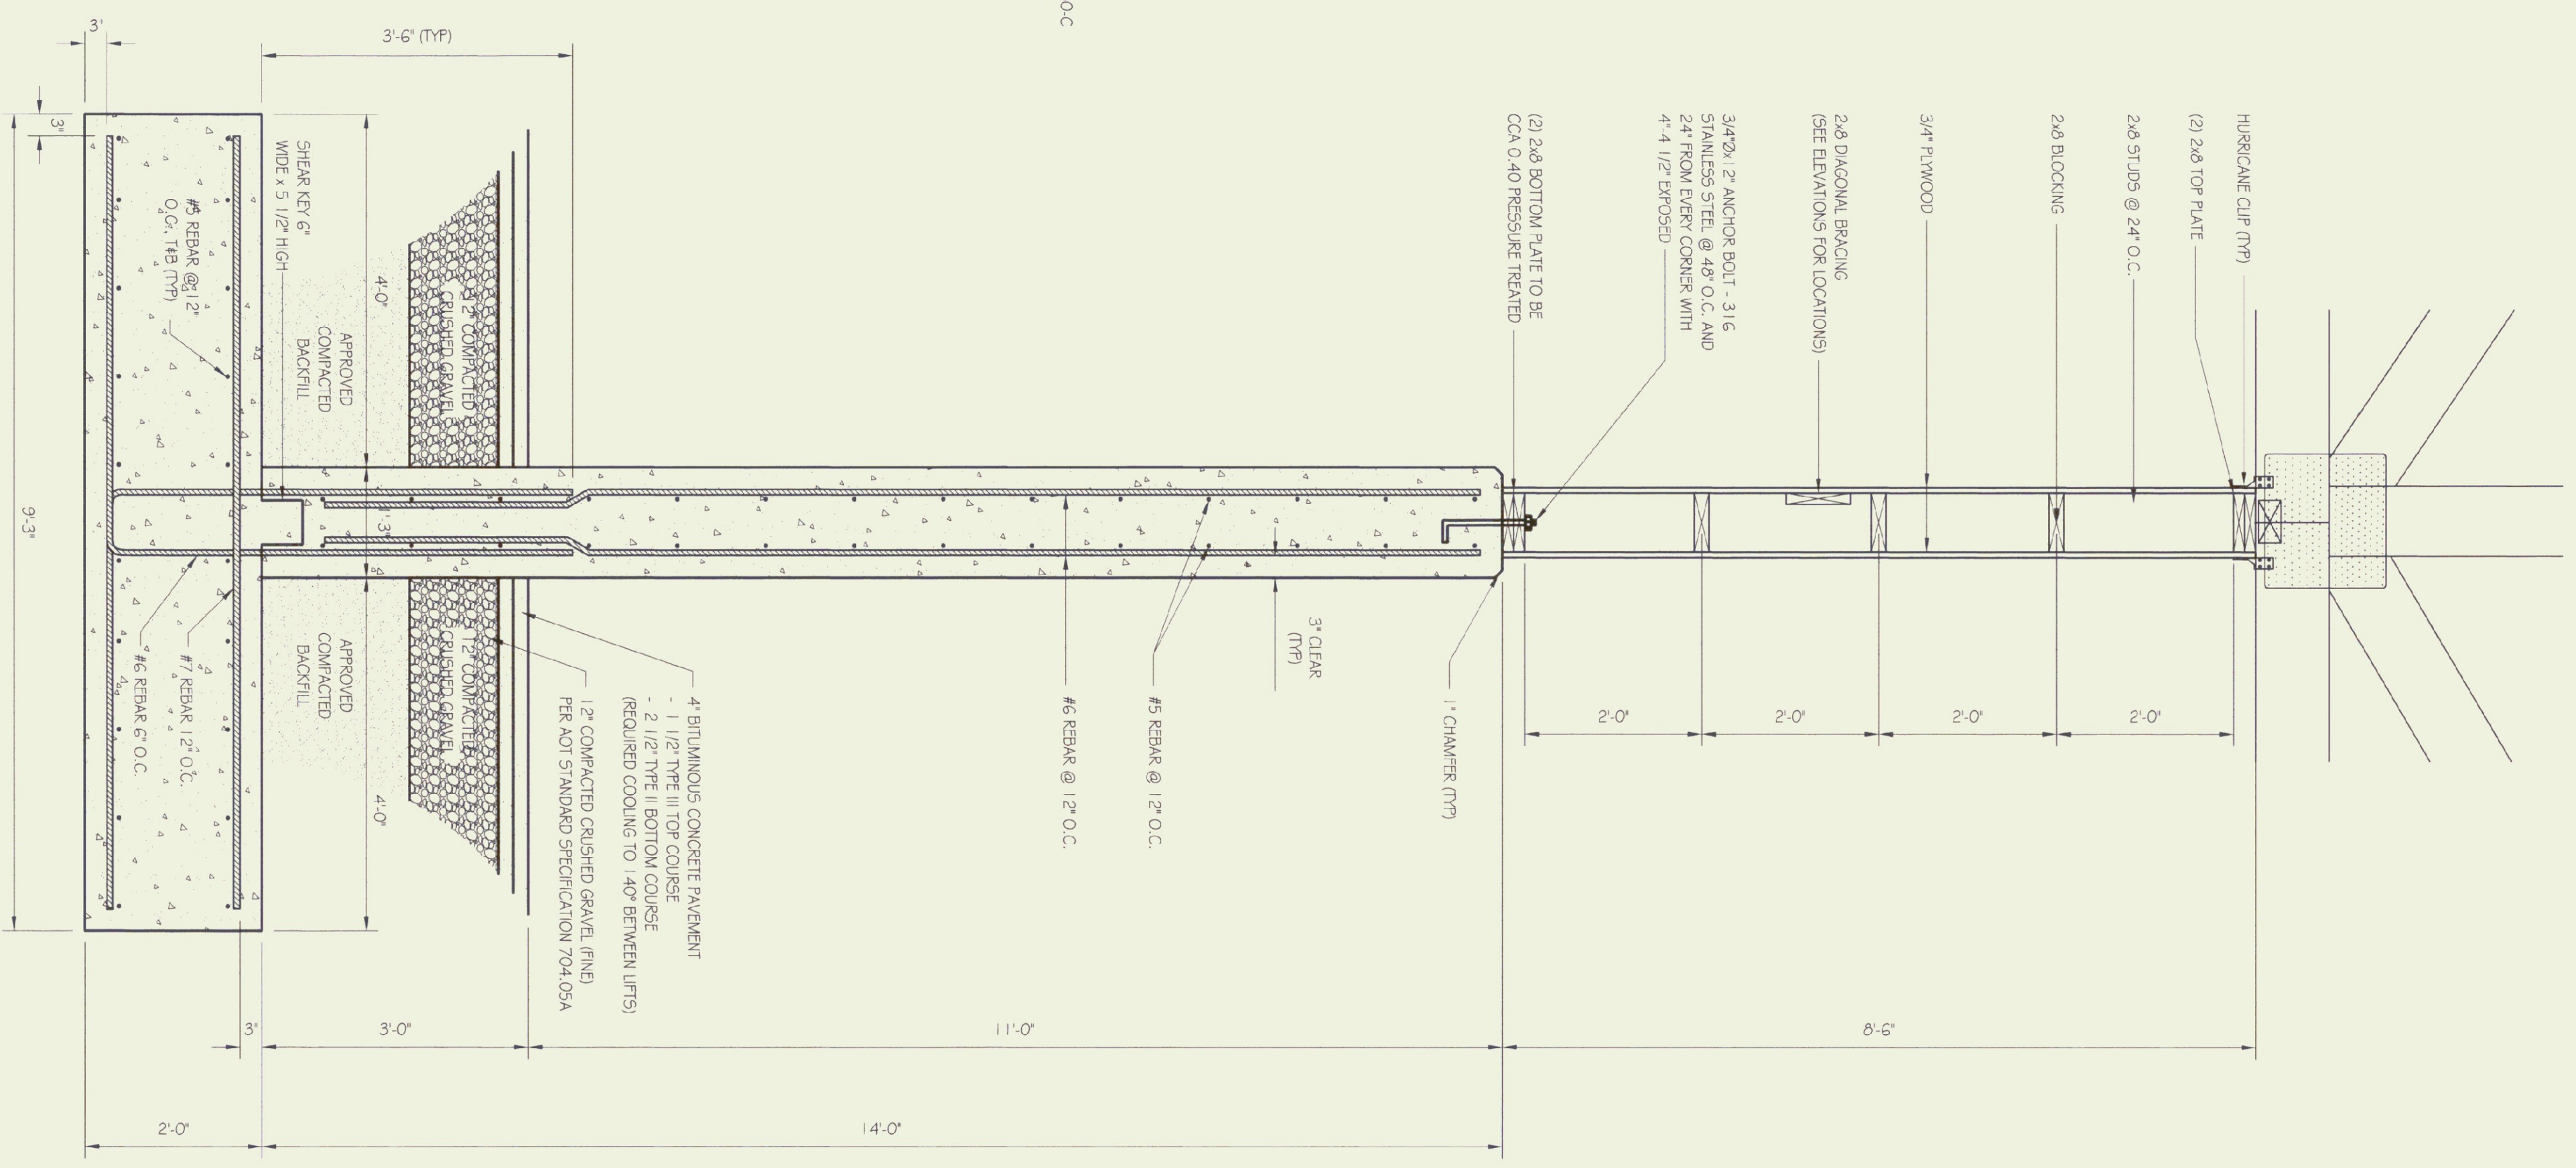 HURRICANE CLIP (TYP)
(2) 2x8 TOP PLATE
2x8 STUDS @ 24" O.C.
2x8 BLOCKING
3/4" PLYWOOD
2x8 DIAGONAL BRACING
(SEE ELEVATIONS FOR LOCATIONS)
3/4"Øx12" ANCHOR BOLT - 316
STAINLESS STEEL @ 48" O.C. AND
24" FROM EVERY CORNER WITH
4"-4 1/2" EXPOSED
(2) 2x8 BOTTOM PLATE TO BE
CCA 0.40 PRESSURE TREATED
2'-0"
2'-0"
2'-0"
2'-0"
8'-6"
O-C
1" CHAMFER (TYP)
3" CLEAR
(TYP)
#5 REBAR @ 12" O.C.
#6 REBAR @ 12" O.C.
11'-0"
14'-0"
4" BITUMINOUS CONCRETE PAVEMENT
- 1 1/2" TYPE III TOP COURSE
- 2 1/2" TYPE II BOTTOM COURSE
(REQUIRED COOLING TO 140° BETWEEN LIFTS)
12" COMPACTED CRUSHED GRAVEL (FINE)
PER AOT STANDARD SPECIFICATION 704.05A
12" COMPACTED
CRUSHED GRAVEL
12" COMPACTED
CRUSHED GRAVEL
3'-6" (TYP)
4'-0"
1'-3"
4'-0"
3'-0"
APPROVED
COMPACTED
BACKFILL
APPROVED
COMPACTED
BACKFILL
SHEAR KEY 6"
WIDE x 5 1/2" HIGH
3"
#5 REBAR @ 12"
O.C., T&B (TYP)
#7 REBAR 12" O.C.
#6 REBAR 6" O.C.
2'-0"
3'
3"
9'-3"